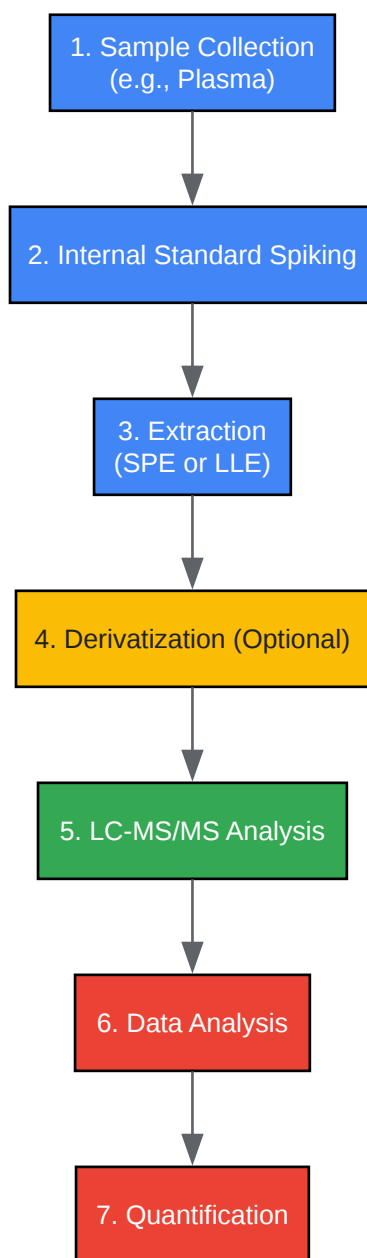 1. Sample Collection
(e.g., Plasma)
2. Internal Standard Spiking
3. Extraction
(SPE or LLE)
4. Derivatization (Optional)
5. LC-MS/MS Analysis
6. Data Analysis
7. Quantification